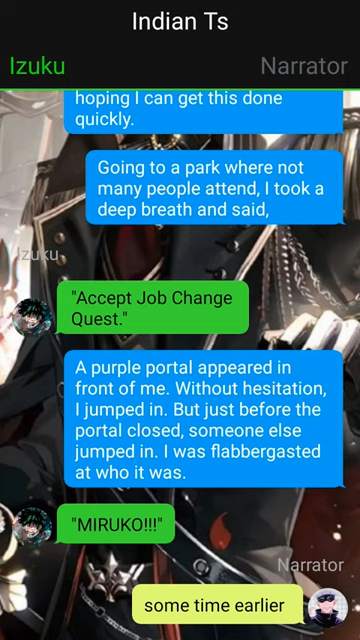 Indian Ts
Izuku
Narrator
hoping I can get this done
quickly.
Going to a park where not
many people attend, I took a
deep breath and said,
Izuku
"Accept Job Change
Quest."
A purple portal appeared in
front of me. Without hesitation,
I jumped in. But just before the
portal closed, someone else
jumped in. I was flabbergasted
at who it was.
"MIRUKO!!!"
Narrator
some time earlier